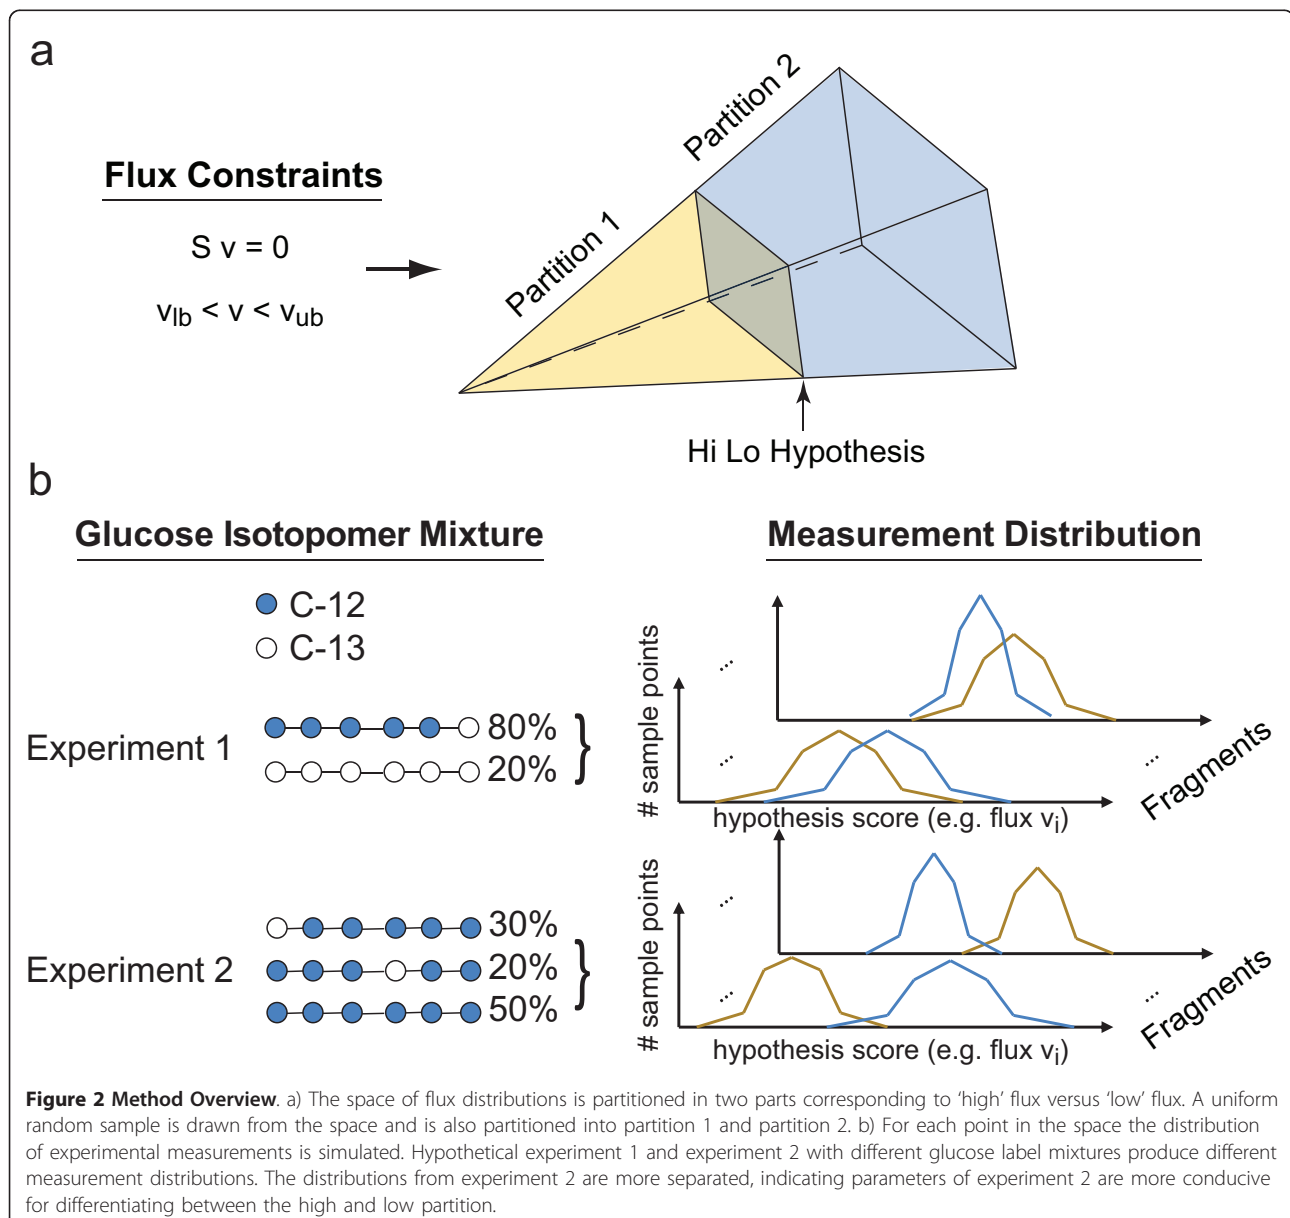 a
Flux Constraints
S v = 0
vlb < v < vub
Partition 1
Partition 2
Hi Lo Hypothesis
b
Glucose Isotopomer Mixture
C-12
C-13
Experiment 1
80%
20%
}
Experiment 2
30%
20%
50%
}
Measurement Distribution
# sample points
...
...
...
hypothesis score (e.g. flux vi)
Fragments
# sample points
...
...
...
hypothesis score (e.g. flux vi)
Fragments
Figure 2 Method Overview. a) The space of flux distributions is partitioned in two parts corresponding to ‘high’ flux versus ‘low’ flux. A uniform
random sample is drawn from the space and is also partitioned into partition 1 and partition 2. b) For each point in the space the distribution
of experimental measurements is simulated. Hypothetical experiment 1 and experiment 2 with different glucose label mixtures produce different
measurement distributions. The distributions from experiment 2 are more separated, indicating parameters of experiment 2 are more conducive
for differentiating between the high and low partition.